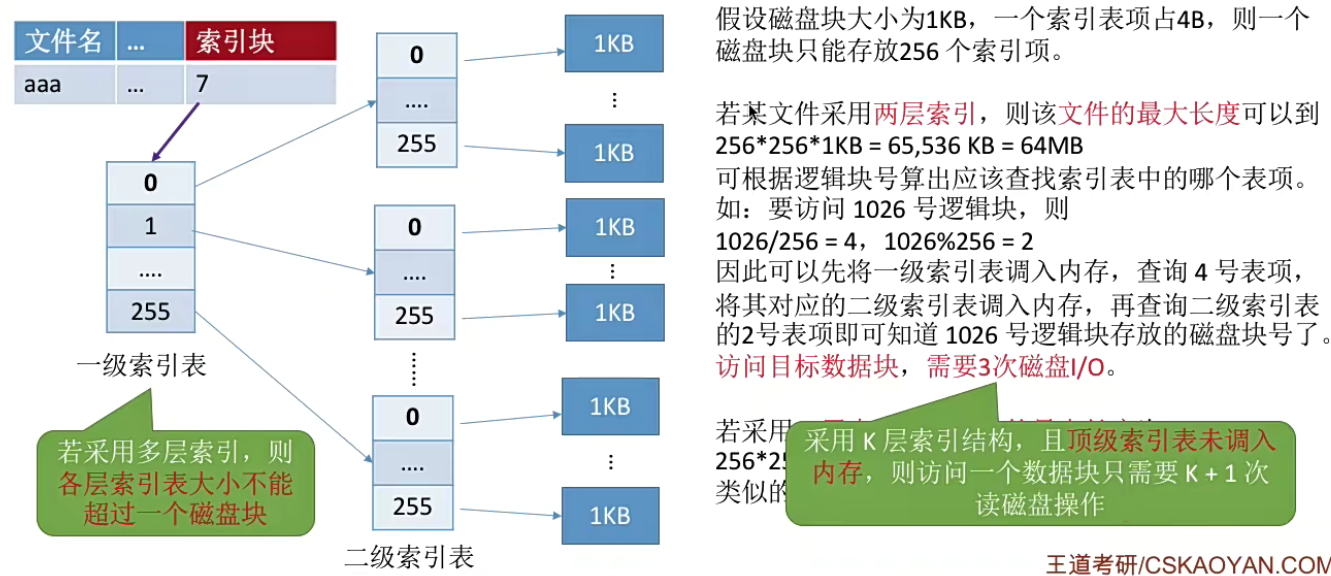 文件名 ... 索引块
aaa ... 7
0
1
....
255
一级索引表
若采用多层索引，则
各层索引表大小不能
超过一个磁盘块
0
....
255
0
....
255
0
....
255
二级索引表
1KB
1KB
1KB
1KB
1KB
1KB
假设磁盘块大小为1KB，一个索引表项占4B，则一个
磁盘块只能存放256 个索引项。
若某文件采用两层索引，则该文件的最大长度可以到
256*256*1KB = 65,536 KB = 64MB
可根据逻辑块号算出应该查找索引表中的哪个表项。
如：要访问 1026 号逻辑块，则
1026/256 = 4，1026%256 = 2
因此可以先将一级索引表调入内存，查询 4 号表项，
将其对应的二级索引表调入内存，再查询二级索引表
的2号表项即可知道 1026 号逻辑块存放的磁盘块号了。
访问目标数据块，需要3次磁盘I/O。
若采用
256*2
类似的
采用 K 层索引结构，且顶级索引表未调入
内存，则访问一个数据块只需要 K + 1 次
读磁盘操作
王道考研/CSKAOYAN.COM